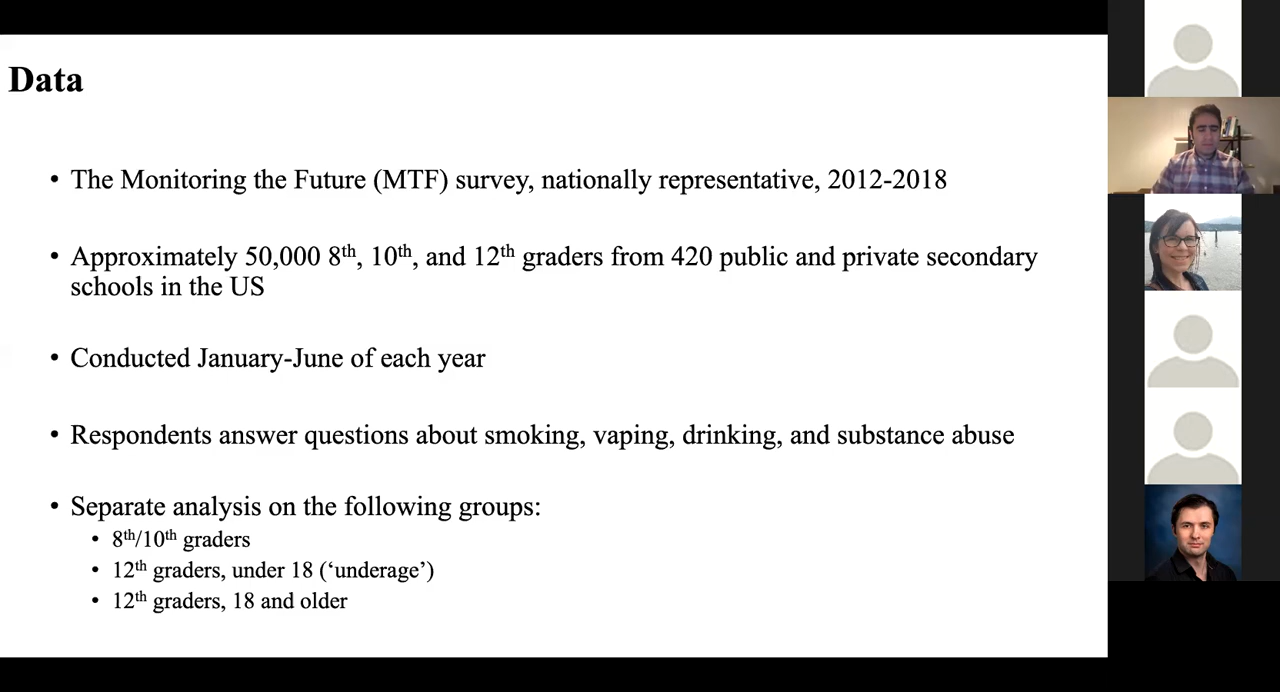 Data
• The Monitoring the Future (MTF) survey, nationally representative, 2012-2018
• Approximately 50,000 8th, 10th, and 12th graders from 420 public and private secondary
schools in the US
• Conducted January-June of each year
• Respondents answer questions about smoking, vaping, drinking, and substance abuse
• Separate analysis on the following groups:
• 8th/10th graders
• 12th graders, under 18 (‘underage’)
• 12th graders, 18 and older